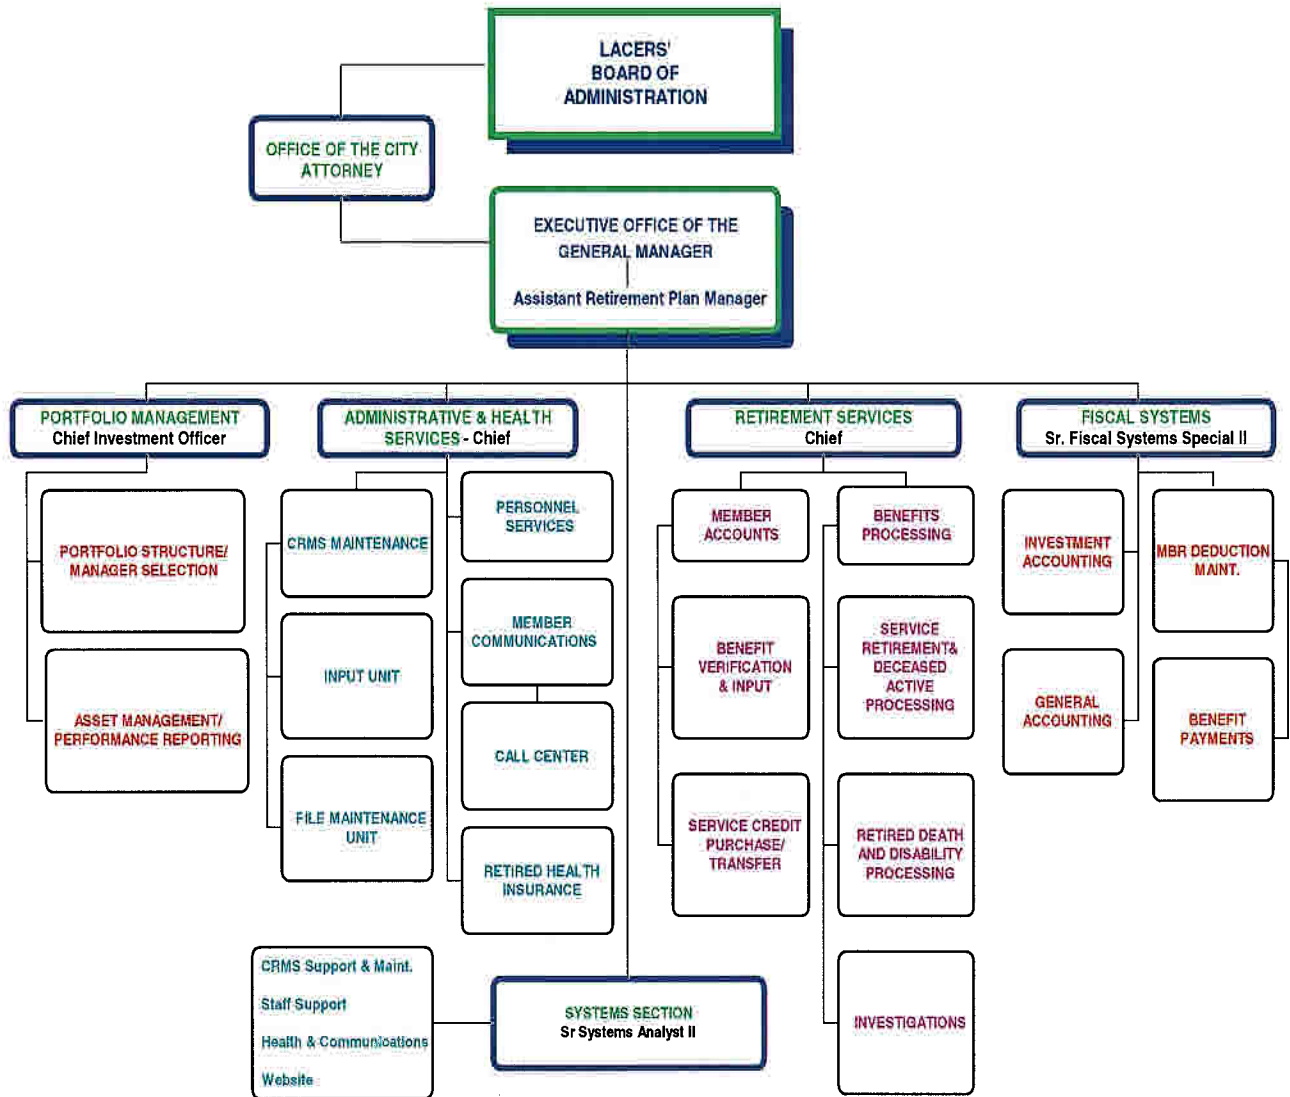 LACERS'
BOARD OF
ADMINISTRATION
OFFICE OF THE CITY
ATTORNEY
EXECUTIVE OFFICE OF THE
GENERAL MANAGER
Assistant Retirement Plan Manager
PORTFOLIO MANAGEMENT
Chief Investment Officer
ADMINISTRATIVE & HEALTH
SERVICES - Chief
RETIREMENT SERVICES
Chief
FISCAL SYSTEMS
Sr. Fiscal Systems Special II
PORTFOLIO STRUCTURE/
MANAGER SELECTION
ASSET MANAGEMENT/
PERFORMANCE REPORTING
CRMS MAINTENANCE
INPUT UNIT
FILE MAINTENANCE
UNIT
PERSONNEL
SERVICES
MEMBER
COMMUNICATIONS
CALL CENTER
RETIRED HEALTH
INSURANCE
MEMBER
ACCOUNTS
BENEFIT
VERIFICATION
& INPUT
SERVICE CREDIT
PURCHASE/
TRANSFER
BENEFITS
PROCESSING
SERVICE
RETIREMENT&
DECEASED
ACTIVE
PROCESSING
RETIRED DEATH
AND DISABILITY
PROCESSING
INVESTIGATIONS
INVESTMENT
ACCOUNTING
GENERAL
ACCOUNTING
MBR DEDUCTION
MAINT.
BENEFIT
PAYMENTS
CRMS Support & Maint.
Staff Support
Health & Communications
Website
SYSTEMS SECTION
Sr Systems Analyst II